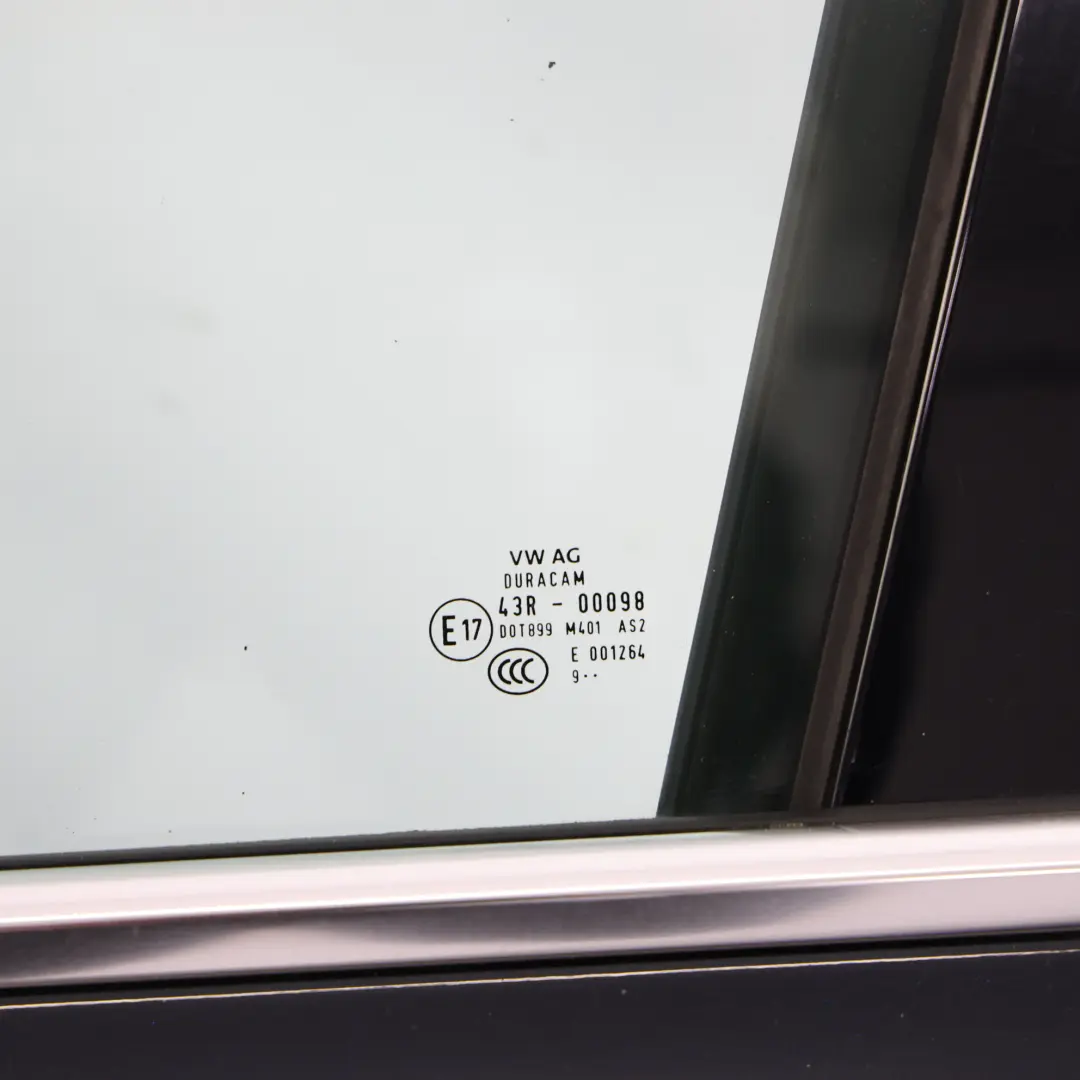 VW AG
DURACAM
43R - 00098
E17 DOT899 M401 AS2
CCC E 001264
9··